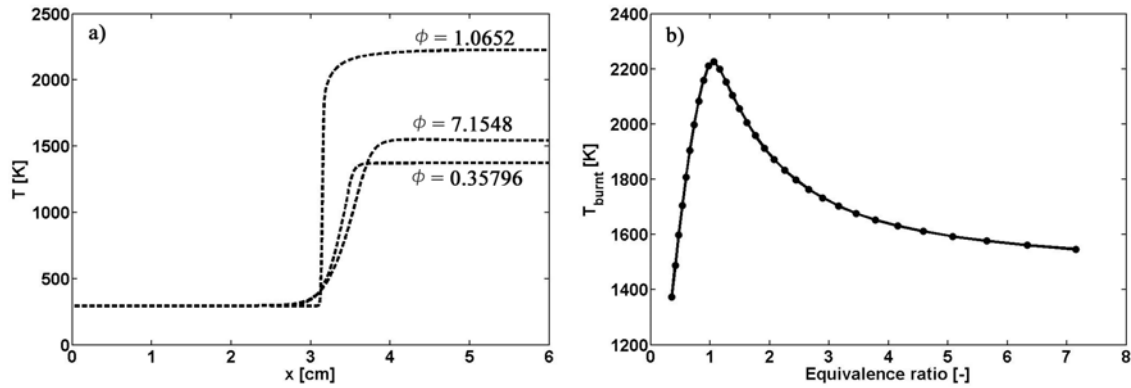 a)
2500
2000
1500
1000
500
0
T [K]
ϕ = 1.0652
ϕ = 7.1548
ϕ = 0.35796
0 1 2 3 4 5 6
x [cm]
b)
2400
2200
2000
1800
1600
1400
1200
T_burnt [K]
0 1 2 3 4 5 6 7 8
Equivalence ratio [-]